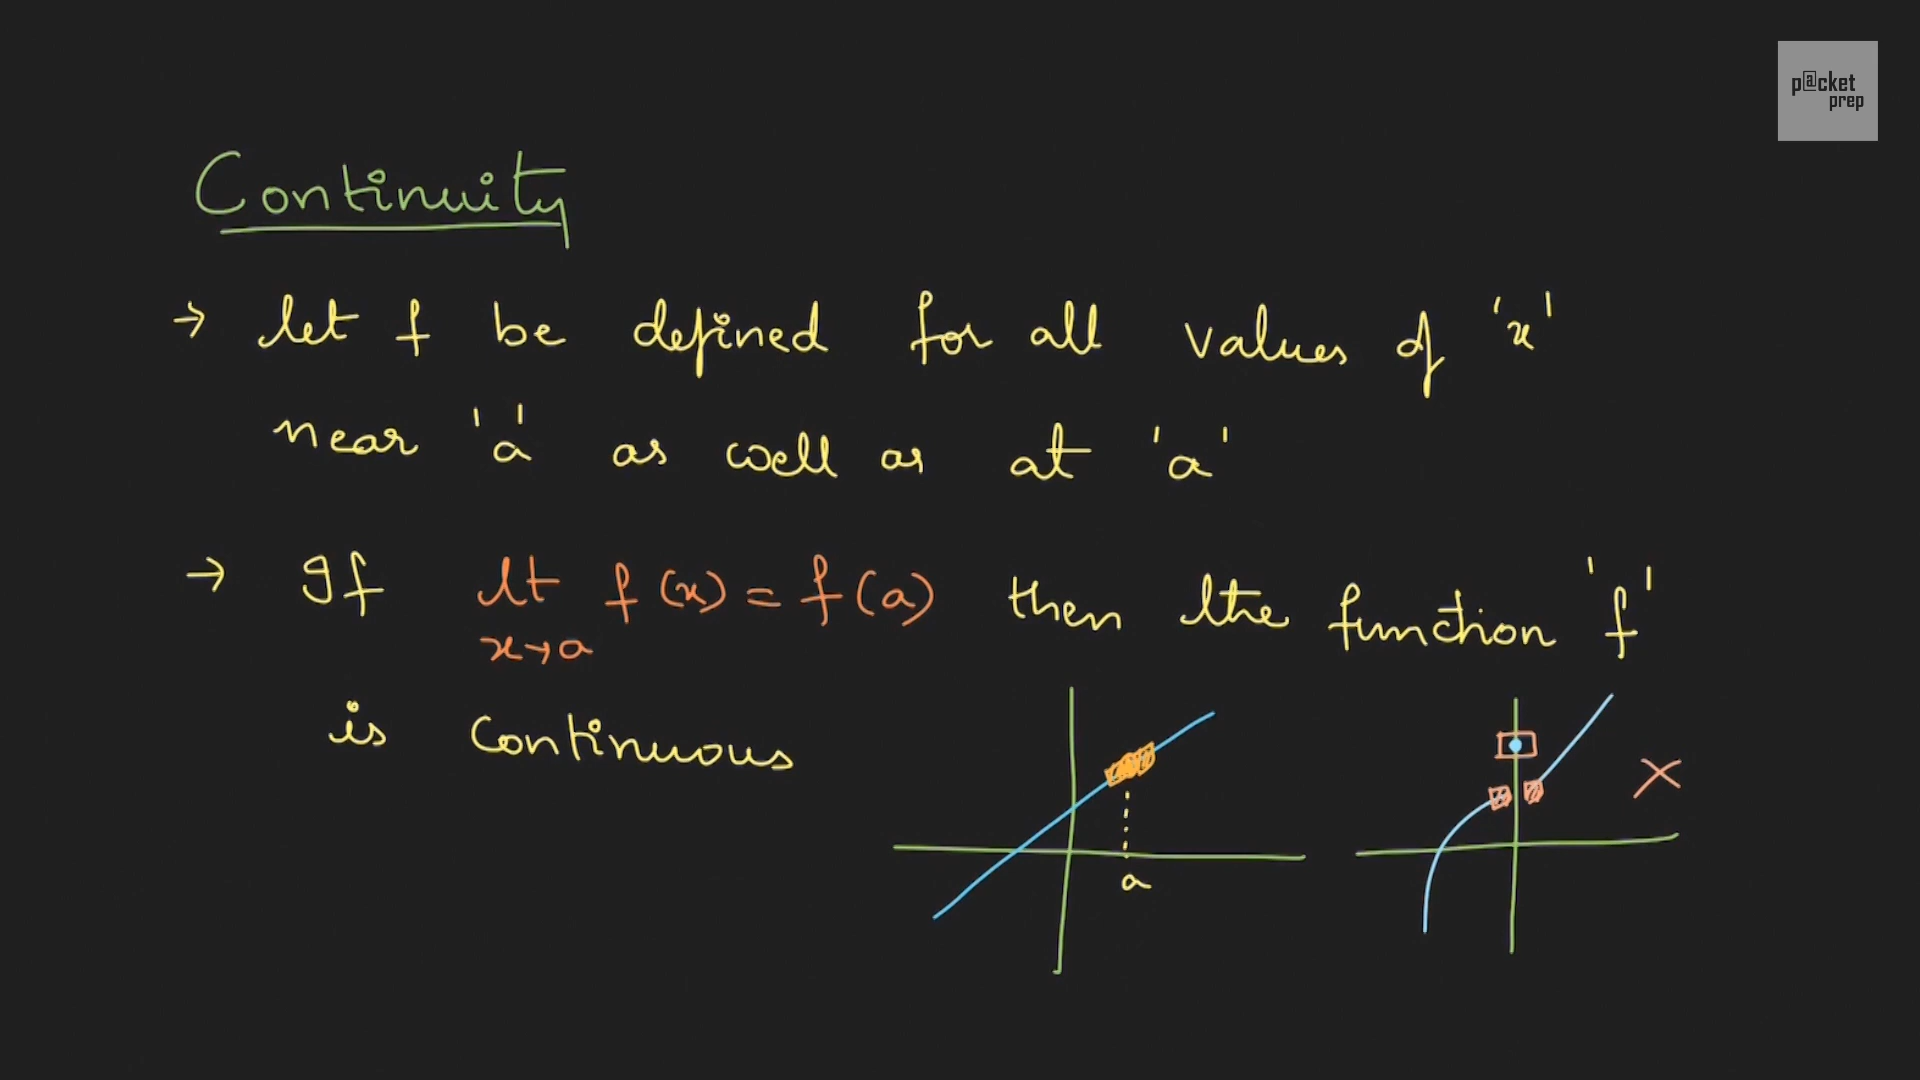 p@cket
prep
Continuity
→ let f be defined for all values of 'x'
near 'a' as well as at 'a'
→ If lt f(x) = f(a) then the function 'f'
x→a
is continuous
a